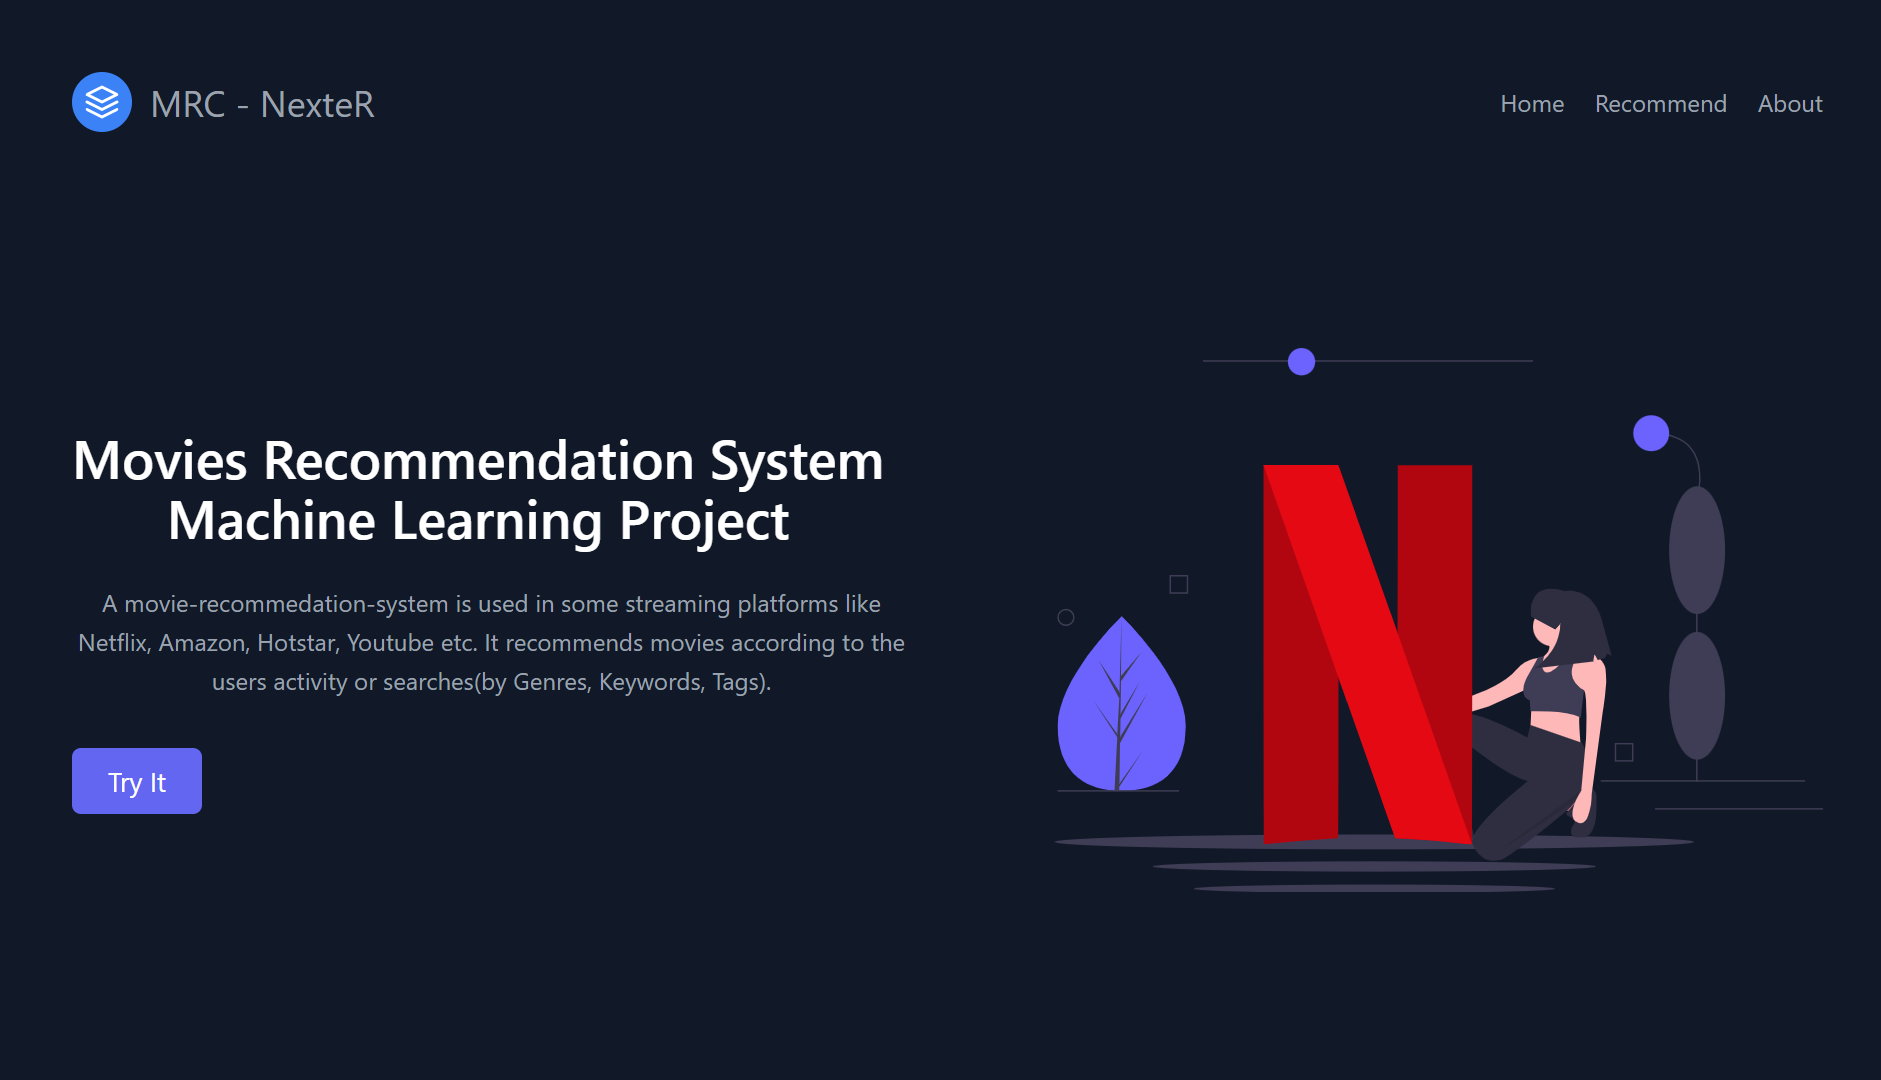 MRC - NexteR
Home Recommend About
Movies Recommendation System
Machine Learning Project
A movie-recommedation-system is used in some streaming platforms like
Netflix, Amazon, Hotstar, Youtube etc. It recommends movies according to the
users activity or searches(by Genres, Keywords, Tags).
Try It
N